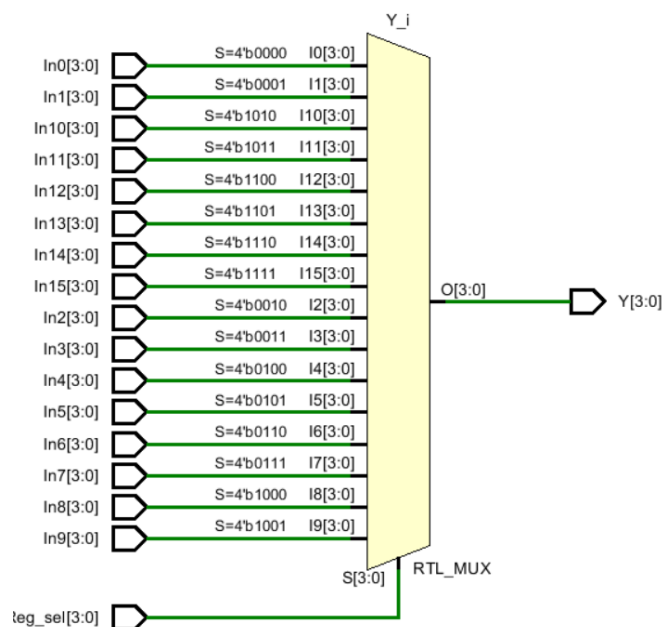 Y_i
In0[3:0] S=4'b0000 I0[3:0]
In1[3:0] S=4'b0001 I1[3:0]
In10[3:0] S=4'b1010 I10[3:0]
In11[3:0] S=4'b1011 I11[3:0]
In12[3:0] S=4'b1100 I12[3:0]
In13[3:0] S=4'b1101 I13[3:0]
In14[3:0] S=4'b1110 I14[3:0]
In15[3:0] S=4'b1111 I15[3:0]
In2[3:0] S=4'b0010 I2[3:0] O[3:0] Y[3:0]
In3[3:0] S=4'b0011 I3[3:0]
In4[3:0] S=4'b0100 I4[3:0]
In5[3:0] S=4'b0101 I5[3:0]
In6[3:0] S=4'b0110 I6[3:0]
In7[3:0] S=4'b0111 I7[3:0]
In8[3:0] S=4'b1000 I8[3:0]
In9[3:0] S=4'b1001 I9[3:0]
S[3:0] RTL_MUX
Reg_sel[3:0]